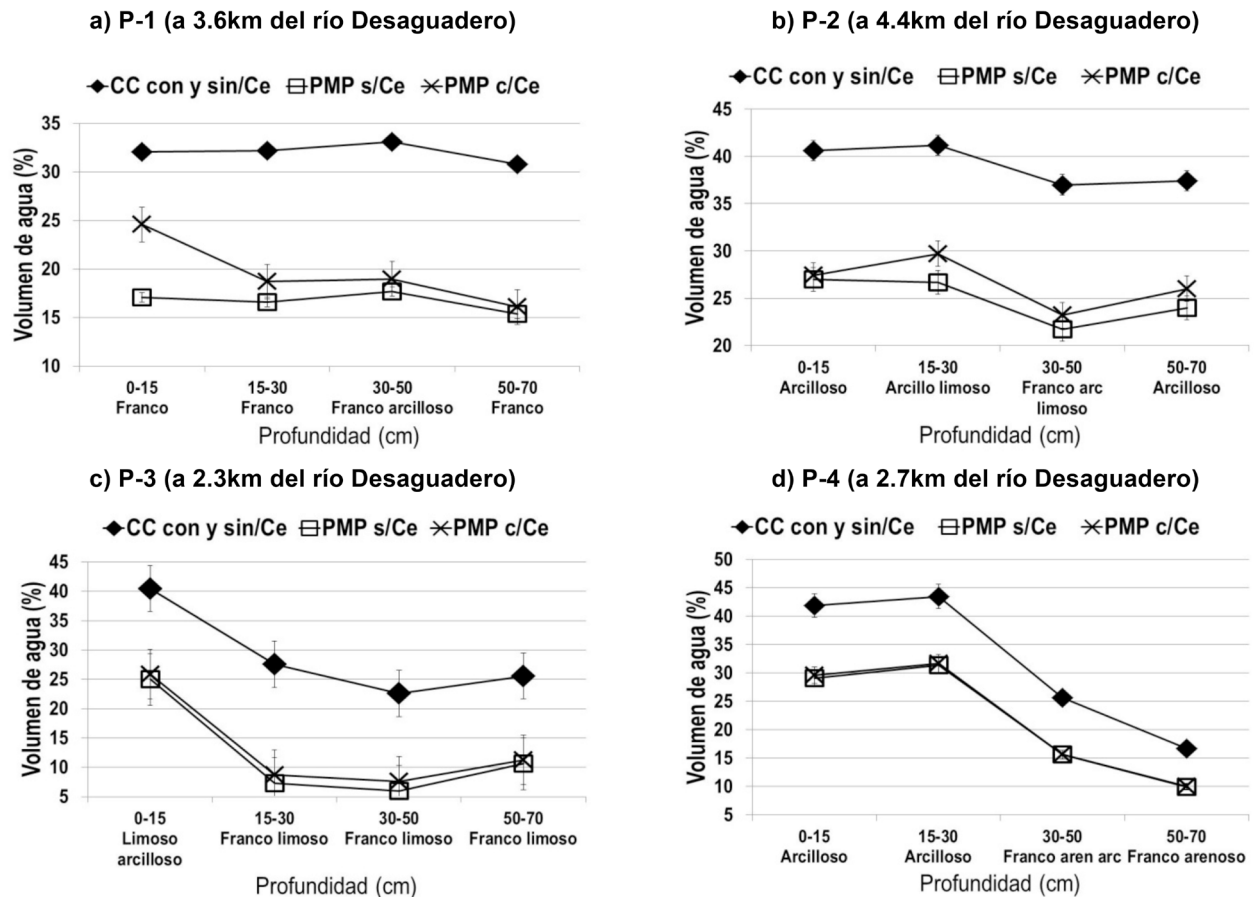 a) P-1 (a 3.6km del río Desaguadero)
CC con y sin/Ce PMP s/Ce PMP c/Ce
Volumen de agua (%)
35
30
25
20
15
10
0-15 15-30 30-50 50-70
Franco Franco Franco arcilloso Franco
Profundidad (cm)
b) P-2 (a 4.4km del río Desaguadero)
CC con y sin/Ce PMP s/Ce PMP c/Ce
Volumen de agua (%)
45
40
35
30
25
20
0-15 15-30 30-50 50-70
Arcilloso Arcillo limoso Franco arc Arcilloso
limoso
Profundidad (cm)
c) P-3 (a 2.3km del río Desaguadero)
CC con y sin/Ce PMP s/Ce PMP c/Ce
Volumen de agua (%)
45
40
35
30
25
20
15
10
5
0-15 15-30 30-50 50-70
Limoso Franco limoso Franco limoso Franco limoso
arcilloso
Profundidad (cm)
d) P-4 (a 2.7km del río Desaguadero)
CC con y sin/Ce PMP s/Ce PMP c/Ce
Volumen de agua (%)
50
45
40
35
30
25
20
15
10
5
0-15 15-30 30-50 50-70
Arcilloso Arcilloso Franco aren arc Franco arenoso
Profundidad (cm)